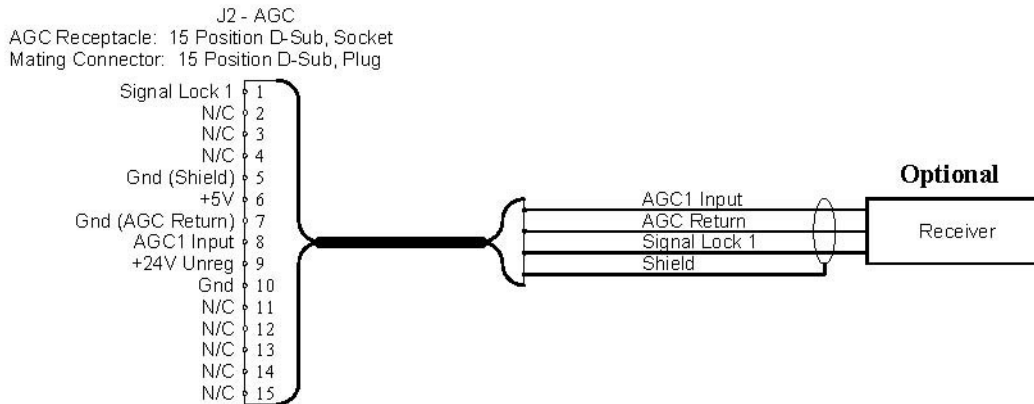 J2 - AGC
AGC Receptacle: 15 Position D-Sub, Socket
Mating Connector: 15 Position D-Sub, Plug
Signal Lock 1 1
N/C 2
N/C 3
N/C 4
Gnd (Shield) 5
+5V 6
Gnd (AGC Return) 7
AGC1 Input 8
+24V Unreg 9
Gnd 10
N/C 11
N/C 12
N/C 13
N/C 14
N/C 15
AGC1 Input
AGC Return
Signal Lock 1
Shield
Optional
Receiver